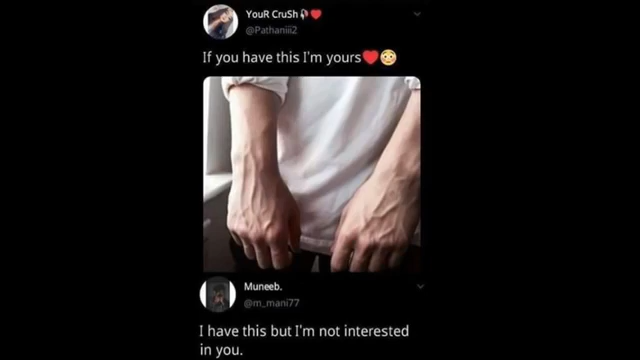 YouR CruSh🥀❤️
@Pathaniii2
If you have this I'm yours❤️😳
Muneeb.
@m_mani77
I have this but I'm not interested
in you.